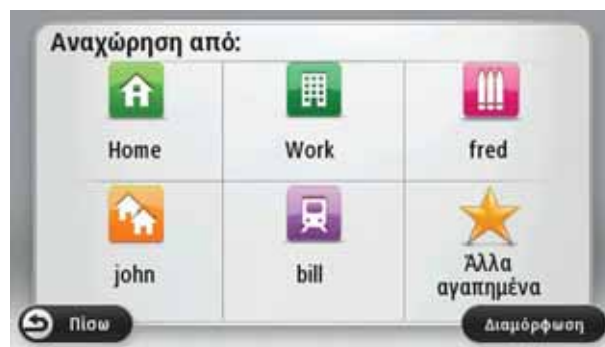 Αναχώρηση από:
Home
Work
fred
john
bill
Άλλα
αγαπημένα
Πίσω
Διαμόρφωση